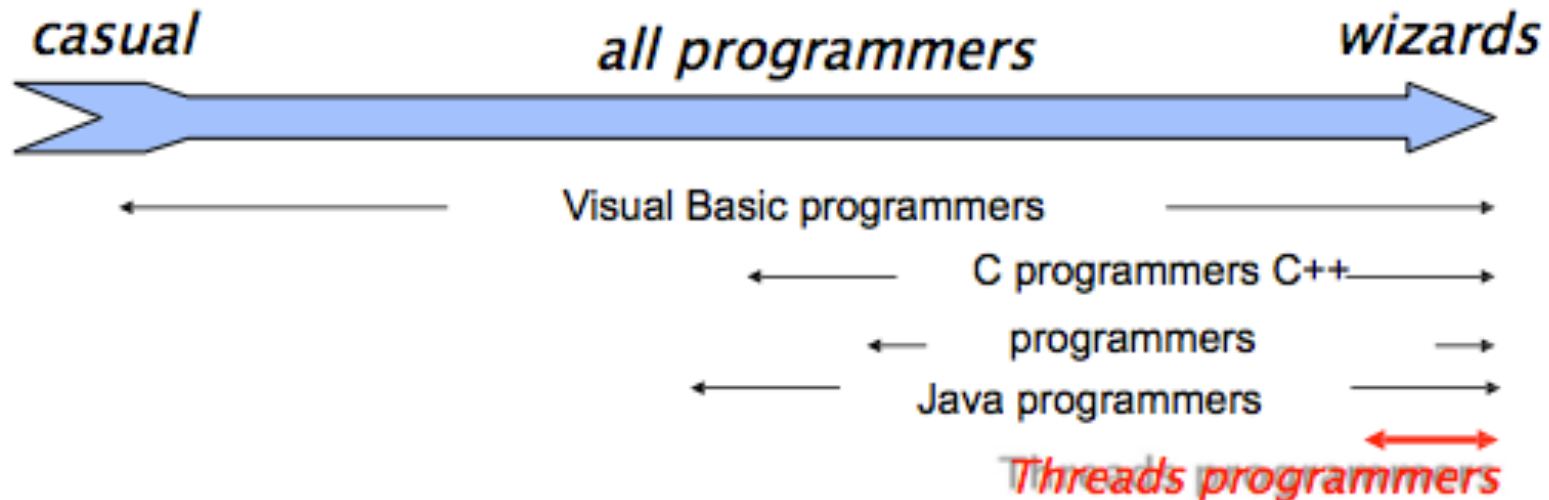 casual all programmers wizards
Visual Basic programmers
C programmers C++
programmers
Java programmers
Threads programmers